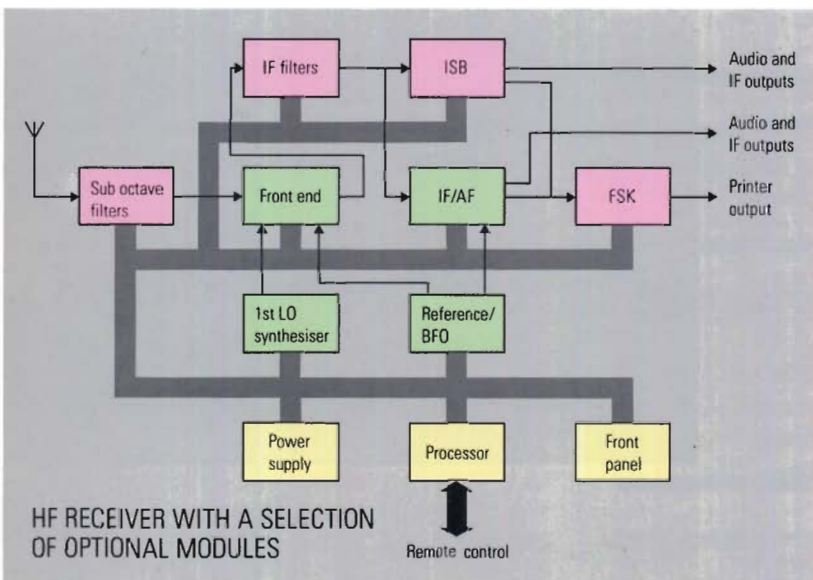 IF filters
ISB
Audio and
IF outputs
Audio and
IF outputs
Sub octave
filters
Front end
IF/AF
FSK
Printer
output
1st LO
synthesiser
Reference/
BFO
Power
supply
Processor
Front
panel
HF RECEIVER WITH A SELECTION
OF OPTIONAL MODULES
Remote control